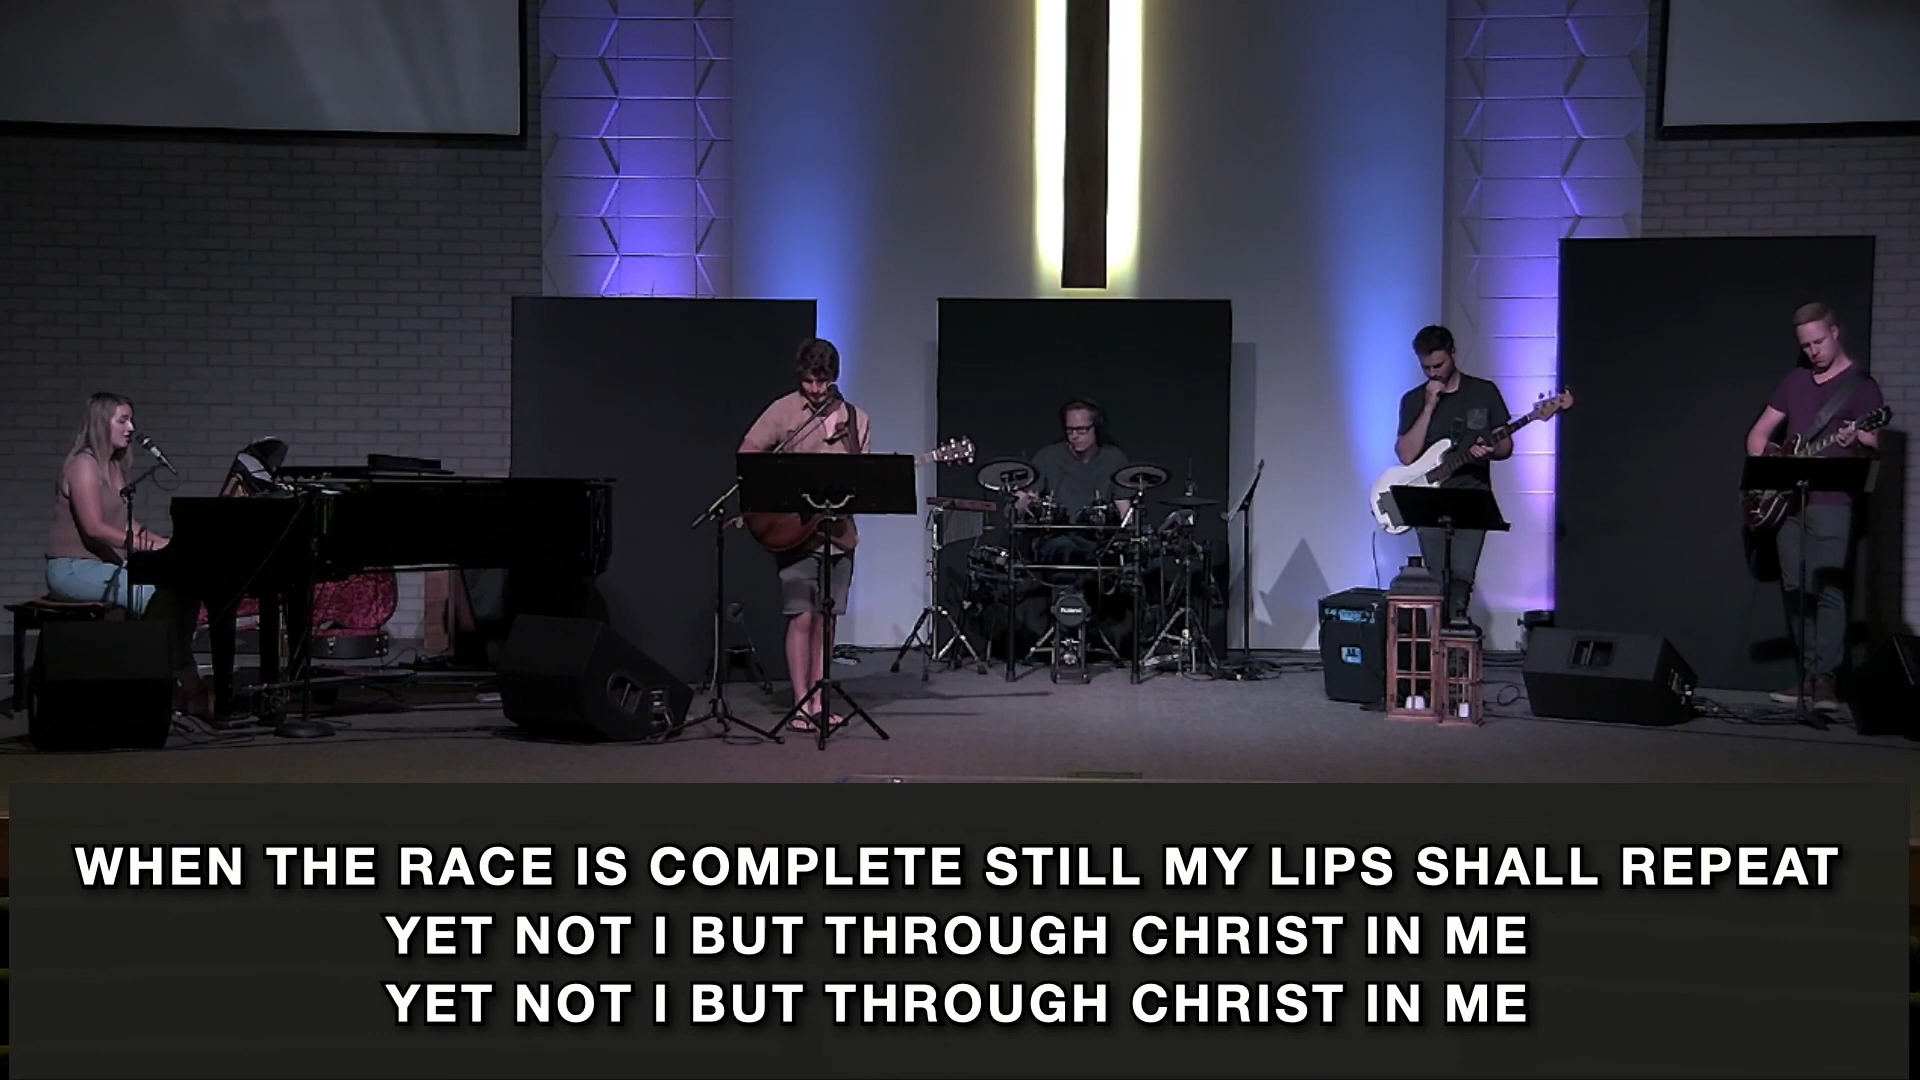 WHEN THE RACE IS COMPLETE STILL MY LIPS SHALL REPEAT
YET NOT I BUT THROUGH CHRIST IN ME
YET NOT I BUT THROUGH CHRIST IN ME
Roland